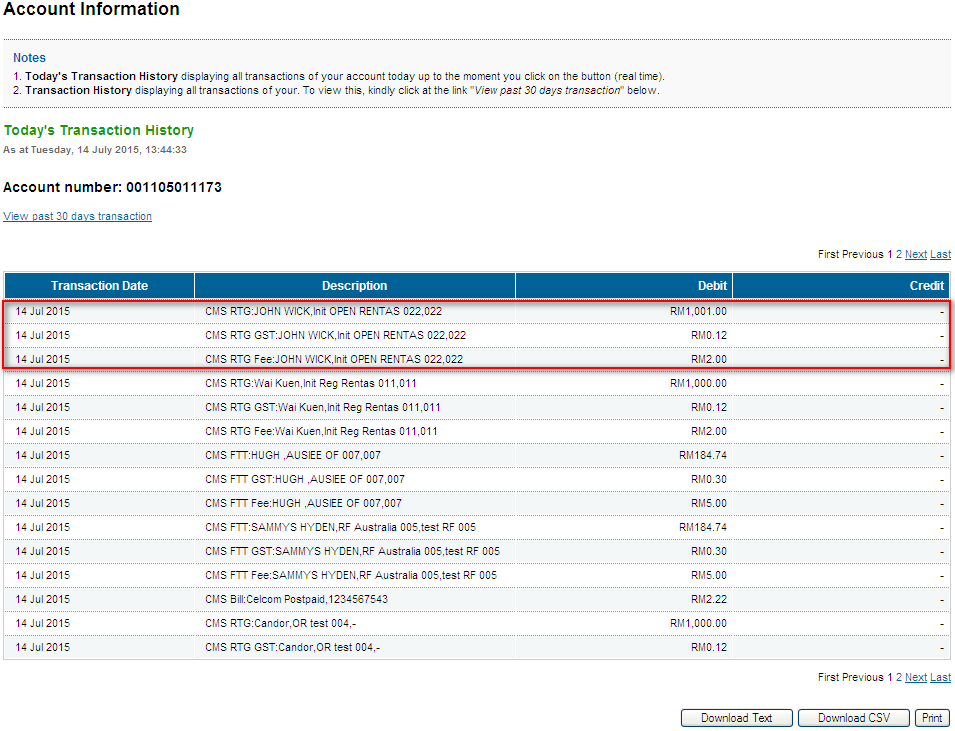 Account Information
Notes
1. Today's Transaction History displaying all transactions of your account today up to the moment you click on the button (real time).
2. Transaction History displaying all transactions of your. To view this, kindly click at the link "View past 30 days transaction" below.
Today's Transaction History
As at Tuesday, 14 July 2015, 13:44:33
Account number: 001105011173
View past 30 days transaction
First Previous 1 2 Next Last
Transaction Date Description Debit Credit
14 Jul 2015 CMS RTG:JOHN WICK,Init OPEN RENTAS 022,022 RM1,001.00 -
14 Jul 2015 CMS RTG GST:JOHN WICK,Init OPEN RENTAS 022,022 RM0.12 -
14 Jul 2015 CMS RTG Fee:JOHN WICK,Init OPEN RENTAS 022,022 RM2.00 -
14 Jul 2015 CMS RTG:Wai Kuen,Init Reg Rentas 011,011 RM1,000.00 -
14 Jul 2015 CMS RTG GST:Wai Kuen,Init Reg Rentas 011,011 RM0.12 -
14 Jul 2015 CMS RTG Fee:Wai Kuen,Init Reg Rentas 011,011 RM2.00 -
14 Jul 2015 CMS FTT:HUGH ,AUSIEE OF 007,007 RM184.74 -
14 Jul 2015 CMS FTT GST:HUGH ,AUSIEE OF 007,007 RM0.30 -
14 Jul 2015 CMS FTT Fee:HUGH ,AUSIEE OF 007,007 RM5.00 -
14 Jul 2015 CMS FTT:SAMMYS HYDEN,RF Australia 005,test RF 005 RM184.74 -
14 Jul 2015 CMS FTT GST:SAMMYS HYDEN,RF Australia 005,test RF 005 RM0.30 -
14 Jul 2015 CMS FTT Fee:SAMMYS HYDEN,RF Australia 005,test RF 005 RM5.00 -
14 Jul 2015 CMS Bill:Celcom Postpaid,1234567543 RM2.22 -
14 Jul 2015 CMS RTG:Candor,OR test 004,- RM1,000.00 -
14 Jul 2015 CMS RTG GST:Candor,OR test 004,- RM0.12 -
First Previous 1 2 Next Last
Download Text Download CSV Print